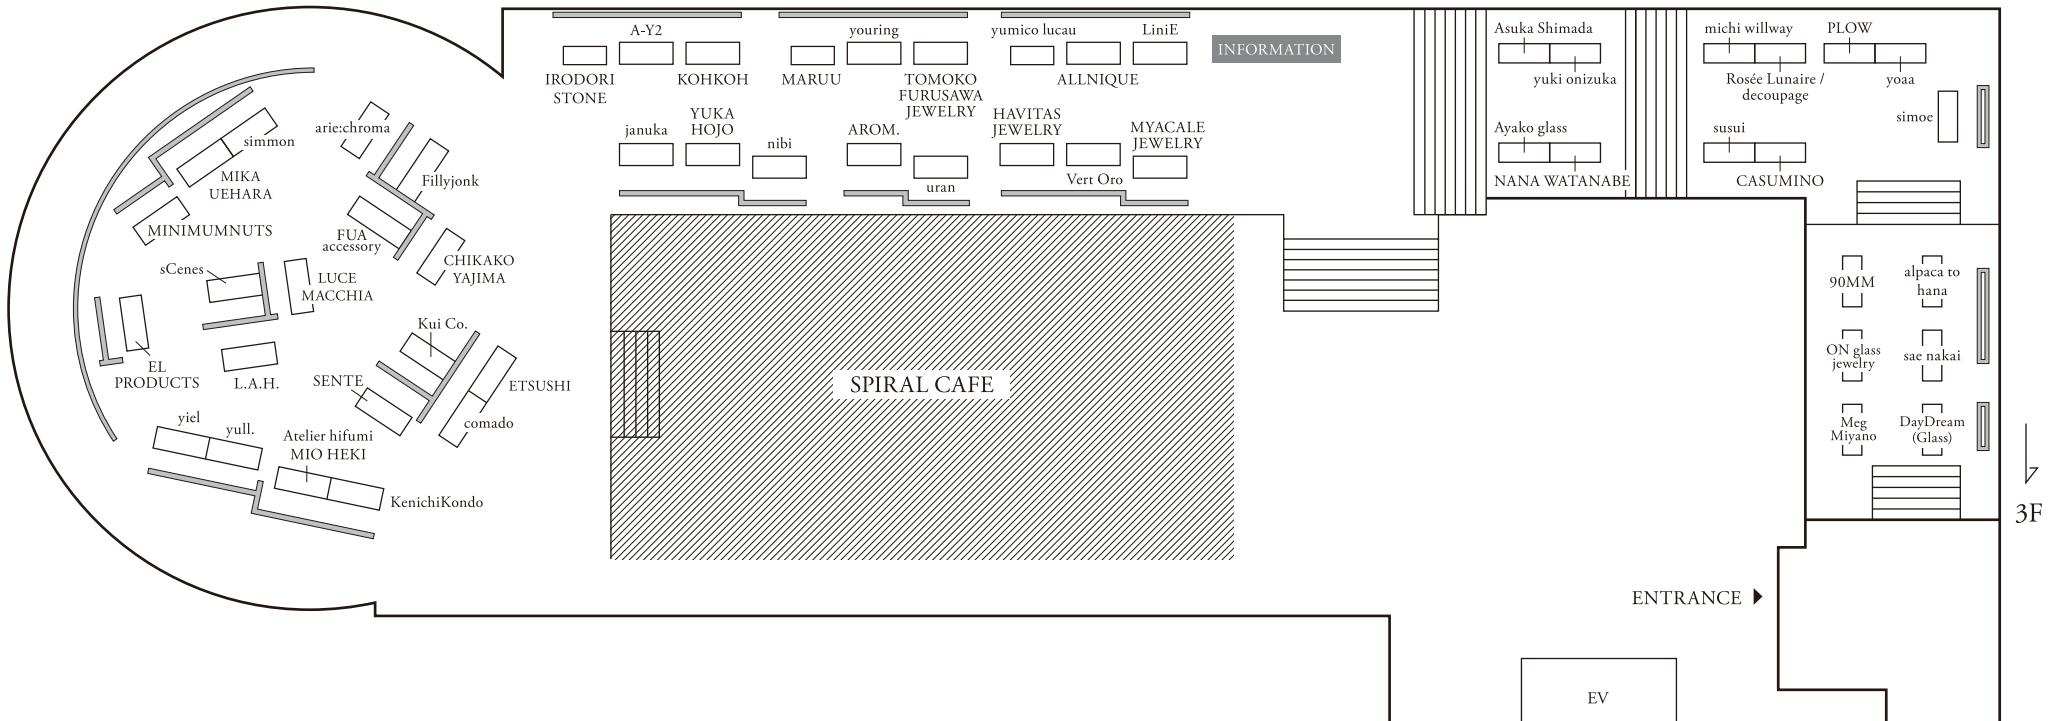 A-Y2
youring
yumico lucau
LiniE
INFORMATION
IRODORI
STONE
KOHKOH
MARUU
TOMOKO
FURUSAWA
JEWELRY
ALLNIQUE
januka
YUKA
HOJO
nibi
AROM.
uran
HAVITAS
JEWELRY
Vert Oro
MYACALE
JEWELRY
Asuka Shimada
yuki onizuka
Ayako glass
NANA WATANABE
michi willway
Rosée Lunaire /
decoupage
PLOW
yoaa
simoe
susui
CASUMINO
90MM
alpaca to
hana
ON glass
jewelry
sae nakai
Meg
Miyano
DayDream
(Glass)
3F
arie:chroma
simmon
MIKA
UEHARA
Fillyjonk
MINIMUMNUTS
FUA
accessory
CHIKAKO
YAJIMA
sCenes
LUCE
MACCHIA
EL
PRODUCTS
L.A.H.
Kui Co.
SENTE
ETSUSHI
comado
yiel
yull.
Atelier hifumi
MIO HEKI
KenichiKondo
SPIRAL CAFE
ENTRANCE
EV